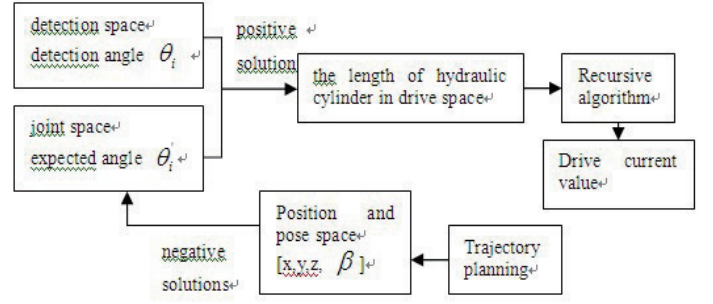 detection space↵
detection angle θi ↵
positive ↵
solution
the length of hydraulic
cylinder in drive space↵
Recursive
algorithm↵
joint space↵
expected angle θ'i ↵
Drive current
value↵
Position and
pose space↵
[x,y,z, β ]↵
negative
solutions↵
Trajectory
planning↵